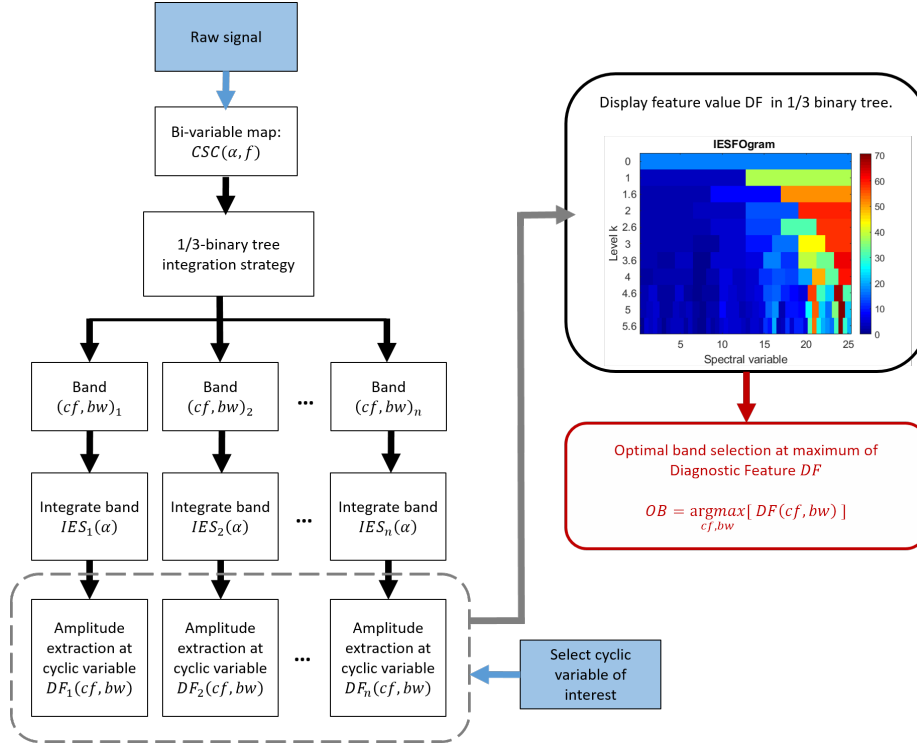 Raw signal
Bi-variable map:
CSC(α, f)
1/3-binary tree
integration strategy
Band
(cf, bw)₁
Band
(cf, bw)₂
...
Band
(cf, bw)ₙ
Integrate band
IES₁(α)
Integrate band
IES₂(α)
...
Integrate band
IESₙ(α)
Amplitude
extraction at
cyclic variable
DF₁(cf, bw)
Amplitude
extraction at
cyclic variable
DF₂(cf, bw)
...
Amplitude
extraction at
cyclic variable
DFₙ(cf, bw)
Select cyclic
variable of
interest
Display feature value DF in 1/3 binary tree.
IESFOgram
Level k
0
1
1.6
2
2.6
3
3.6
4
4.6
5
5.6
5 10 15 20 25
Spectral variable
70
60
50
40
30
20
10
0
Optimal band selection at maximum of
Diagnostic Feature DF
OB = argmax[ DF(cf, bw) ]
cf,bw